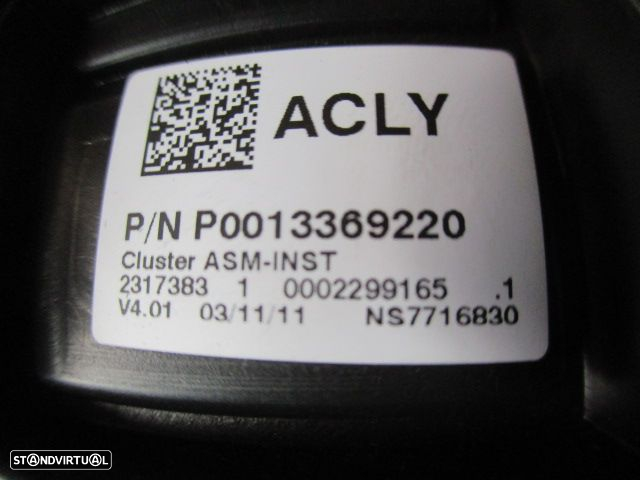 ACLY
P/N P0013369220
Cluster ASM-INST
2317383 1 0002299165 .1
V4.01 03/11/11 NS7716830
STANDVIRTUAL